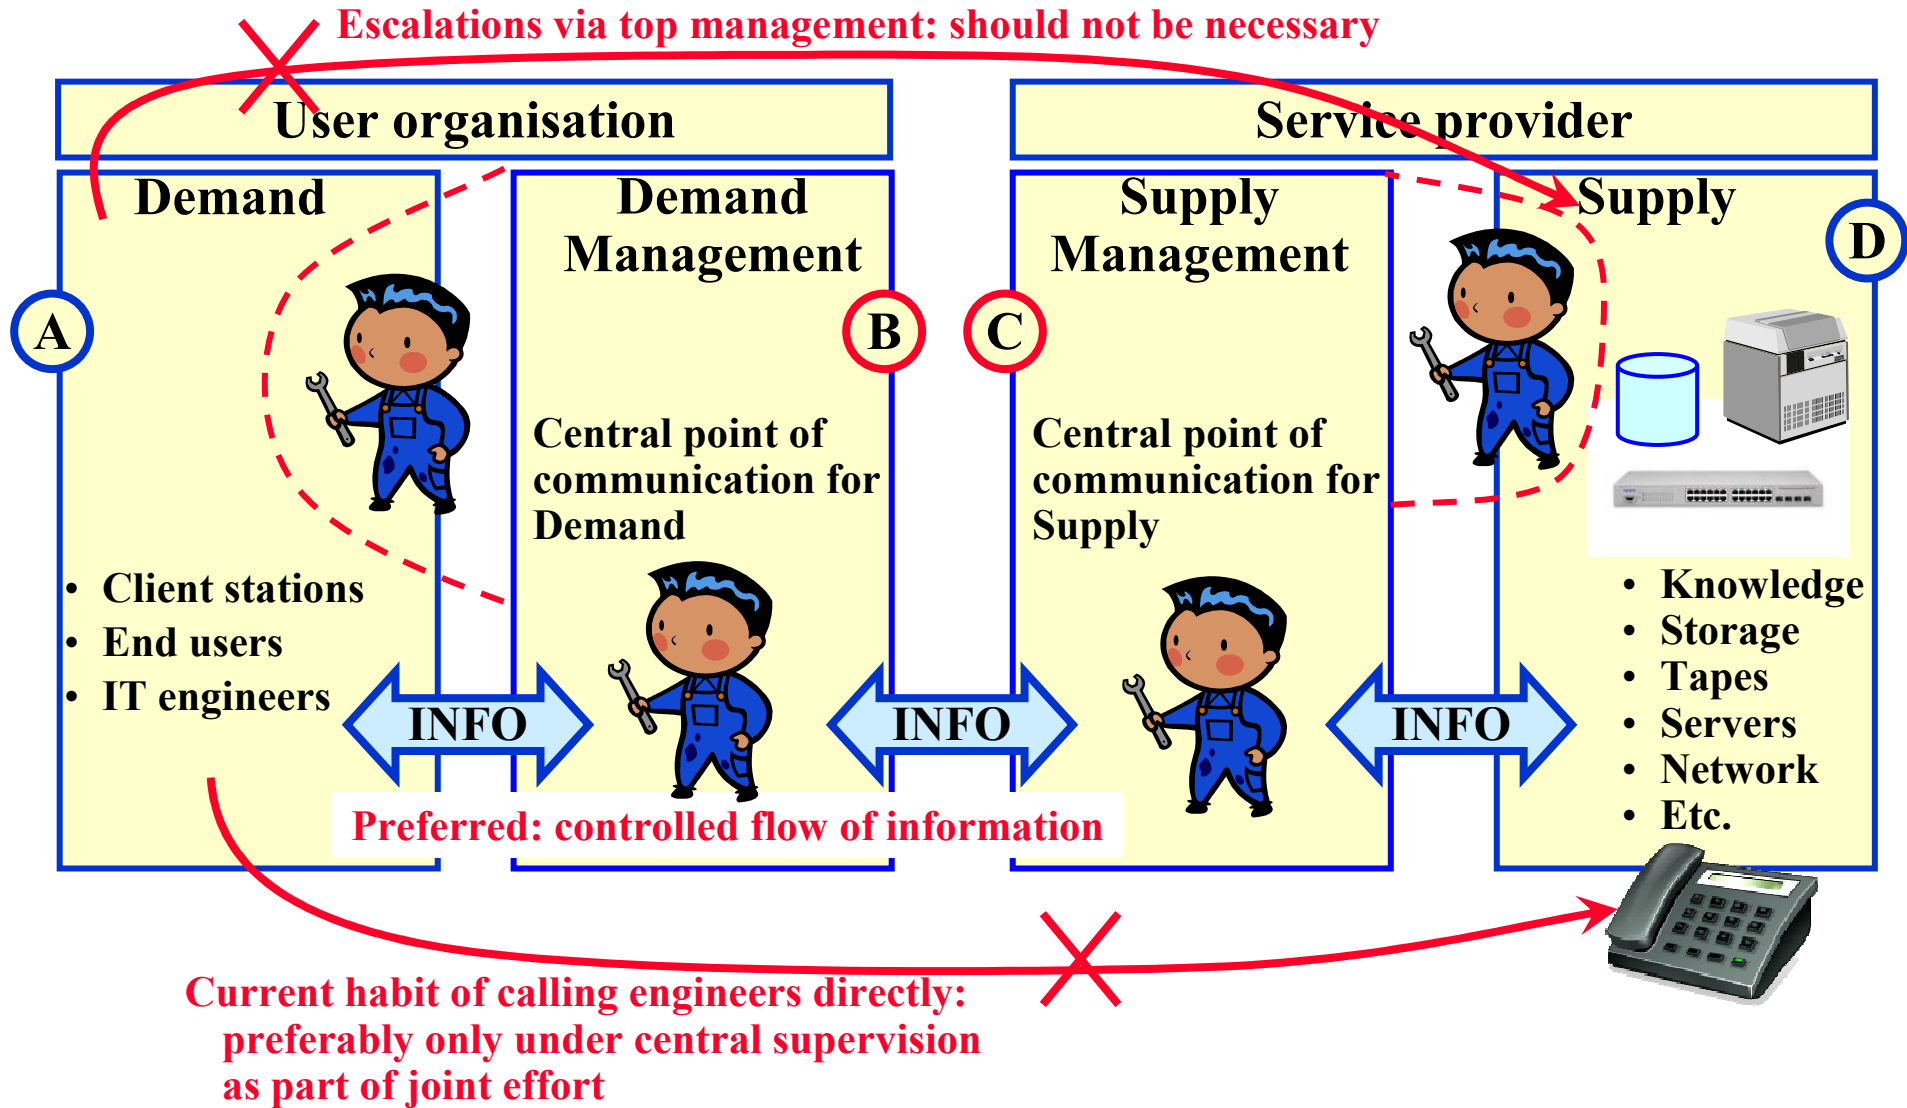 Escalations via top management: should not be necessary
User organisation
Service provider
Demand
Demand
Management
Supply
Management
Supply
A
B
C
D
Central point of
communication for
Demand
Central point of
communication for
Supply
• Client stations
• End users
• IT engineers
• Knowledge
• Storage
• Tapes
• Servers
• Network
• Etc.
INFO
INFO
INFO
Preferred: controlled flow of information
Current habit of calling engineers directly:
preferably only under central supervision
as part of joint effort